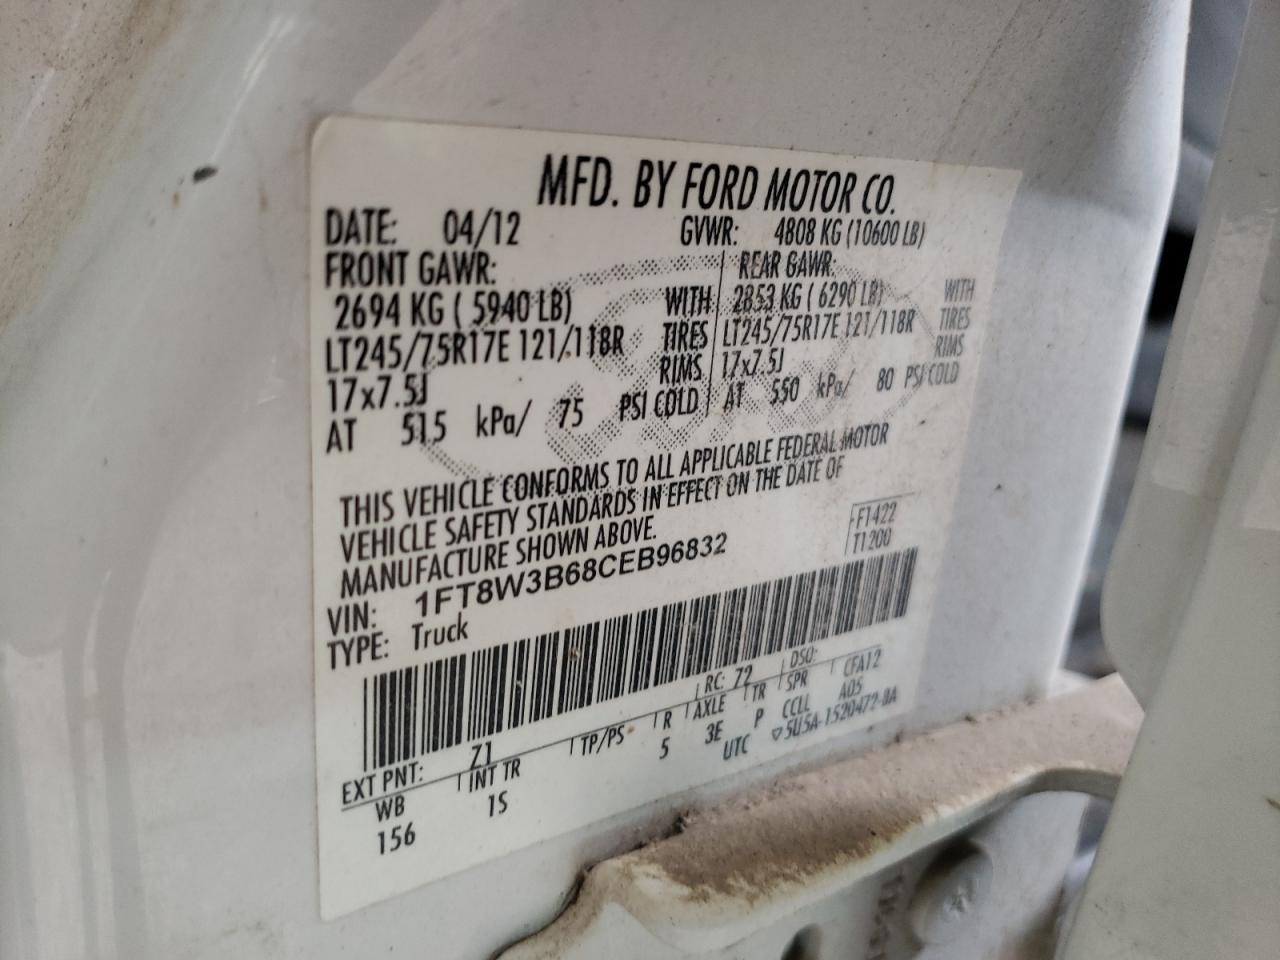 MFD. BY FORD MOTOR CO.
DATE: 04/12 GVWR: 4808 KG (10600 LB)
FRONT GAWR: REAR GAWR:
2694 KG ( 5940 LB) WITH 2853 KG ( 6290 LB) WITH
LT245/75R17E 121/118R TIRES LT245/75R17E 121/118R TIRES
17x7.5J RIMS 17x7.5J RIMS
AT 515 kPa/ 75 PSI COLD AT 550 kPa/ 80 PSI COLD
THIS VEHICLE CONFORMS TO ALL APPLICABLE FEDERAL MOTOR
VEHICLE SAFETY STANDARDS IN EFFECT ON THE DATE OF
MANUFACTURE SHOWN ABOVE.
F1422
T1200
VIN: 1FT8W3B68CEB96832
TYPE: Truck
EXT PNT: Z1 RC: 72 DSO:
WB INT TR TP/PS R AXLE TR SPR CFA12
156 1S 5 3E P CCLL A05
UTC ▽5U5A-1520472-0A